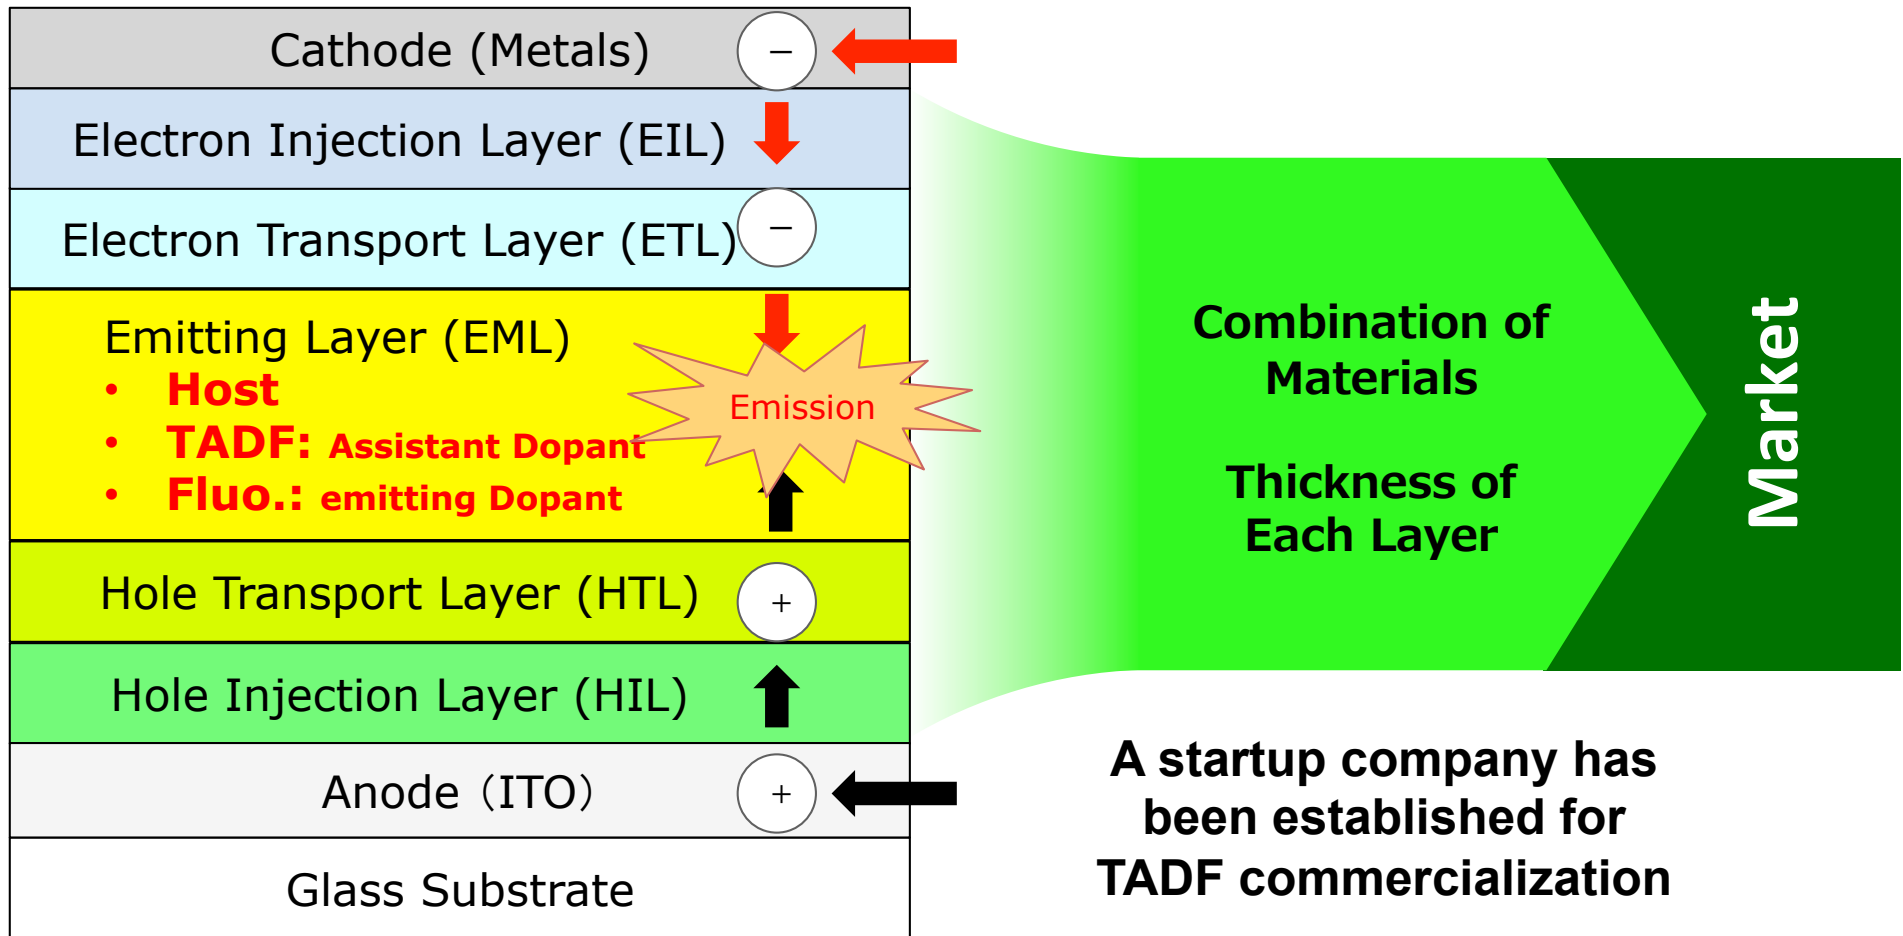 Cathode (Metals)
−
Electron Injection Layer (EIL)
Electron Transport Layer (ETL)
−
Emitting Layer (EML)
• Host
• TADF: Assistant Dopant
• Fluo.: emitting Dopant
Emission
Hole Transport Layer (HTL)
+
Hole Injection Layer (HIL)
Anode（ITO）
+
Glass Substrate
Combination of
Materials
Thickness of
Each Layer
Market
A startup company has
been established for
TADF commercialization